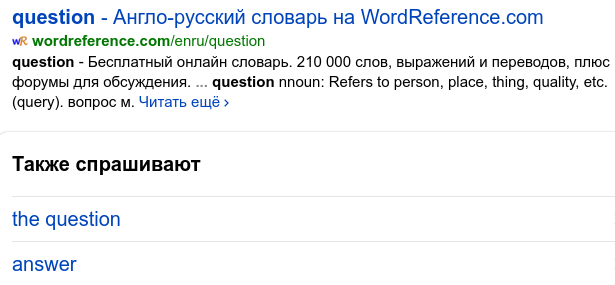 question - Англо-русский словарь на WordReference.com
WR wordreference.com/enru/question
question - Бесплатный онлайн словарь. 210 000 слов, выражений и переводов, плюс
форумы для обсуждения. ... question nnoun: Refers to person, place, thing, quality, etc.
(query). вопрос м. Читать ещё ›
Также спрашивают
the question
answer